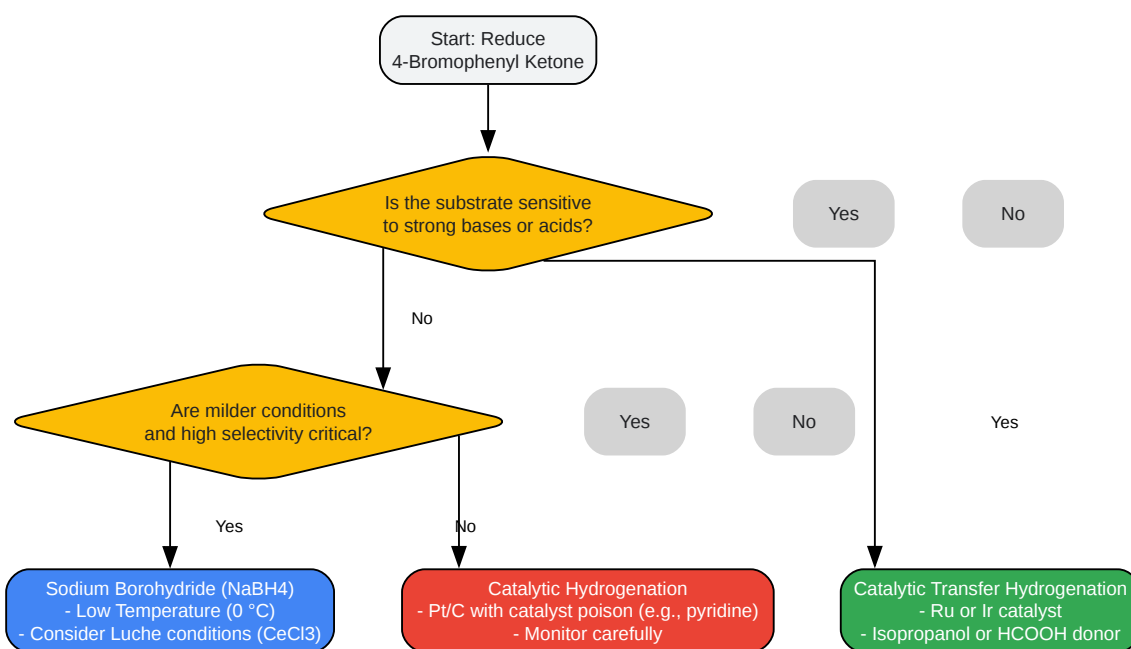 Start: Reduce
4-Bromophenyl Ketone
Is the substrate sensitive
to strong bases or acids?
Yes
No
No
Are milder conditions
and high selectivity critical?
Yes
No
Yes
Yes
No
Sodium Borohydride (NaBH4)
- Low Temperature (0 °C)
- Consider Luche conditions (CeCl3)
Catalytic Hydrogenation
- Pt/C with catalyst poison (e.g., pyridine)
- Monitor carefully
Catalytic Transfer Hydrogenation
- Ru or Ir catalyst
- Isopropanol or HCOOH donor